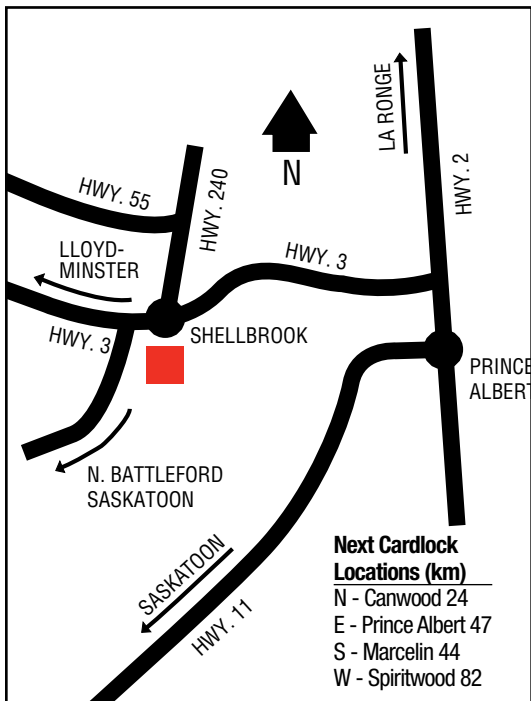 LA RONGE
HWY. 2
N
HWY. 55
HWY. 240
LLOYD-
MINSTER
HWY. 3
HWY. 3
SHELLBROOK
PRINCE
ALBERT
N. BATTLEFORD
SASKATOON
SASKATOON
HWY. 11
Next Cardlock
Locations (km)
N - Canwood 24
E - Prince Albert 47
S - Marcelin 44
W - Spiritwood 82